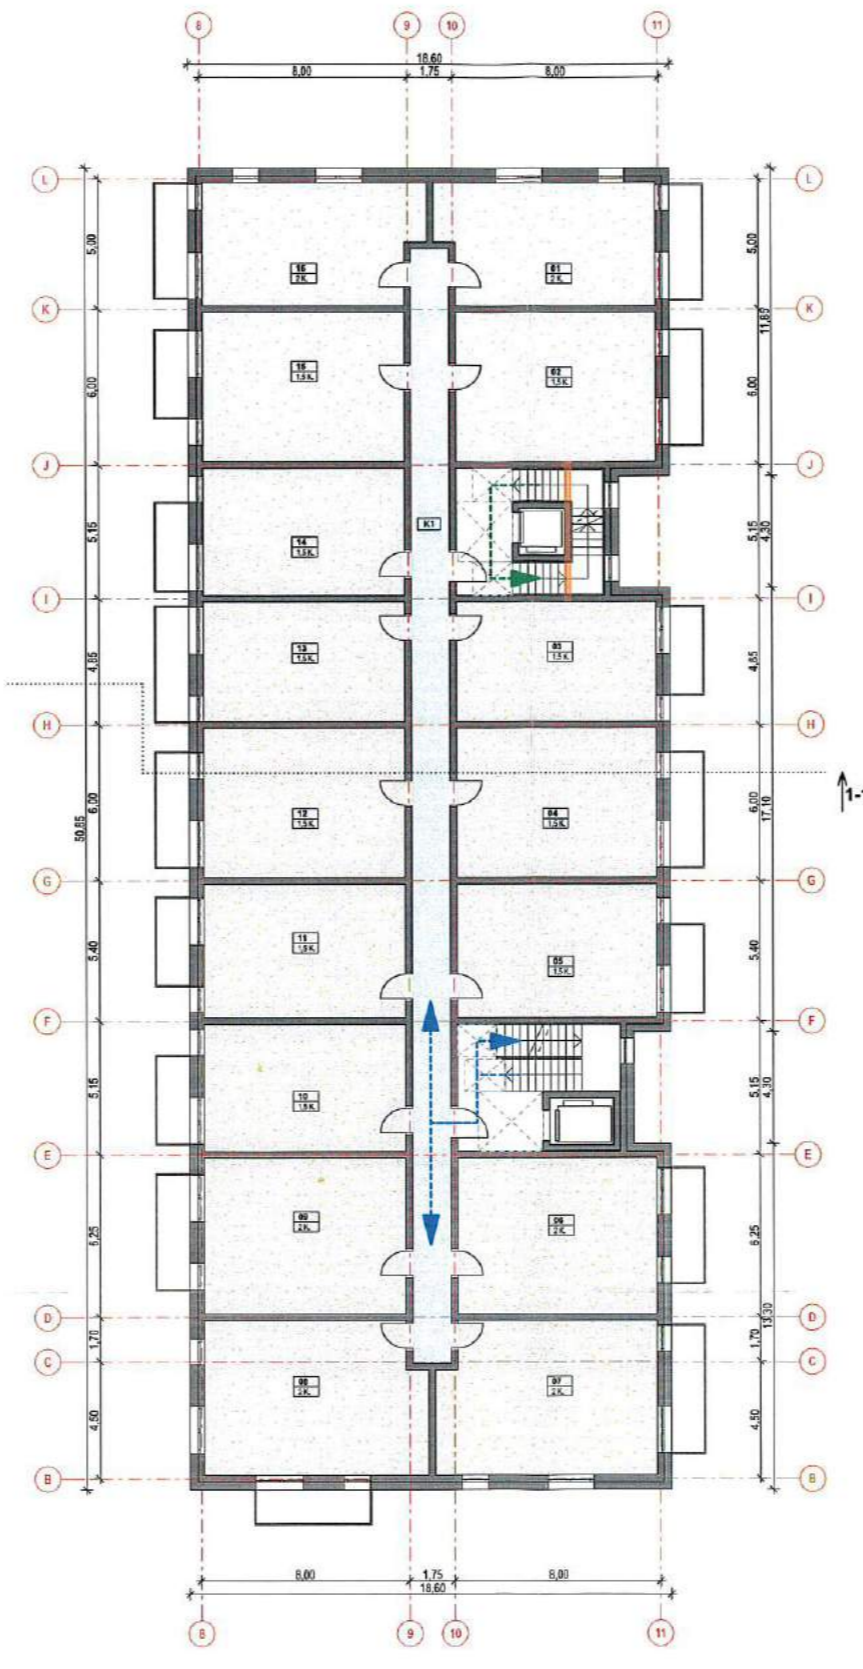 8 9 10 11
18.60
8.00 1.75 8.00
L L
5.00 5.00
16 2K. 01 2K.
K K
11.89
15 1.5K. 02 1.5K.
6.00 6.00
J J
K1
5.15 5.15 4.30
14 1.5K.
I I
13 1.5K. 03 1.5K.
4.85 4.85
H H
1-1
6.00 6.00 17.10
12 1.5K. 04 1.5K.
50.85
G G
11 1.5K. 05 1.5K.
5.40 5.40
F F
5.15 5.15 4.30
10 1.5K.
E E
09 2K. 06 2K.
6.25 6.25
D D
13.30
1.70 1.70
C C
08 2K. 07 2K.
4.50 4.50
B B
8.00 1.75 8.00
18.60
8 9 10 11